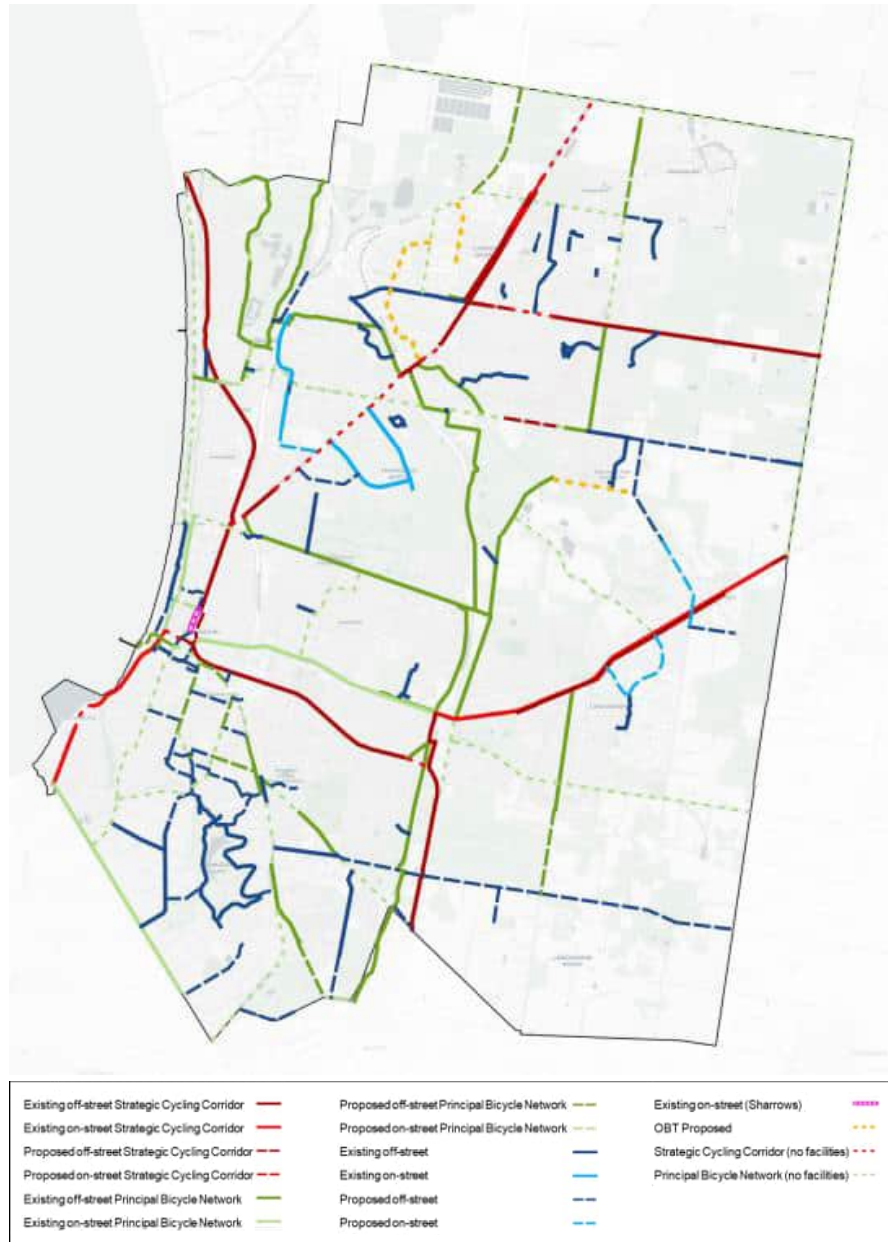 Existing off-street Strategic Cycling Corridor
Existing on-street Strategic Cycling Corridor
Proposed off-street Strategic Cycling Corridor
Proposed on-street Strategic Cycling Corridor
Existing off-street Principal Bicycle Network
Existing on-street Principal Bicycle Network
Proposed off-street Principal Bicycle Network
Proposed on-street Principal Bicycle Network
Existing off-street
Existing on-street
Proposed off-street
Proposed on-street
Existing on-street (Sharrows)
OBT Proposed
Strategic Cycling Corridor (no facilities)
Principal Bicycle Network (no facilities)